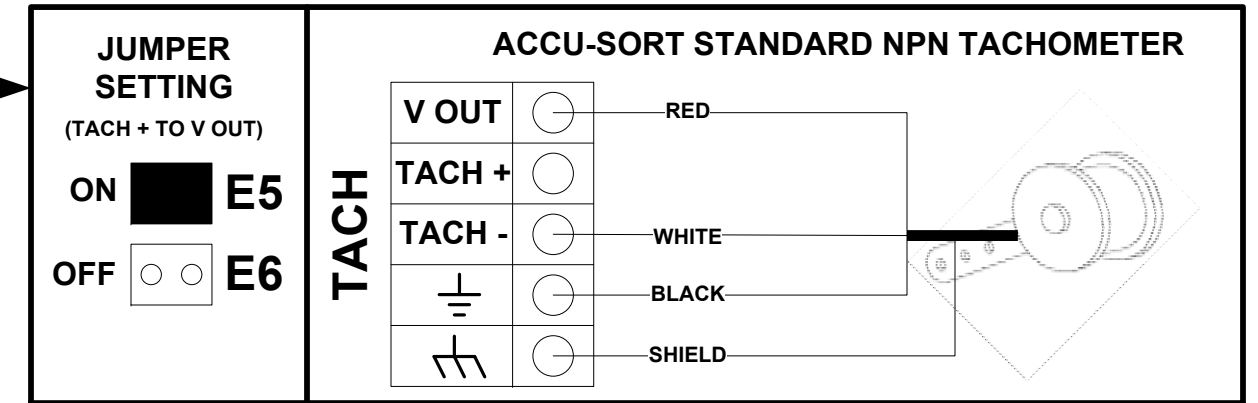 JUMPER
SETTING
(TACH + TO V OUT)
ON E5
OFF E6
ACCU-SORT STANDARD NPN TACHOMETER
TACH
V OUT RED
TACH +
TACH - WHITE
BLACK
SHIELD